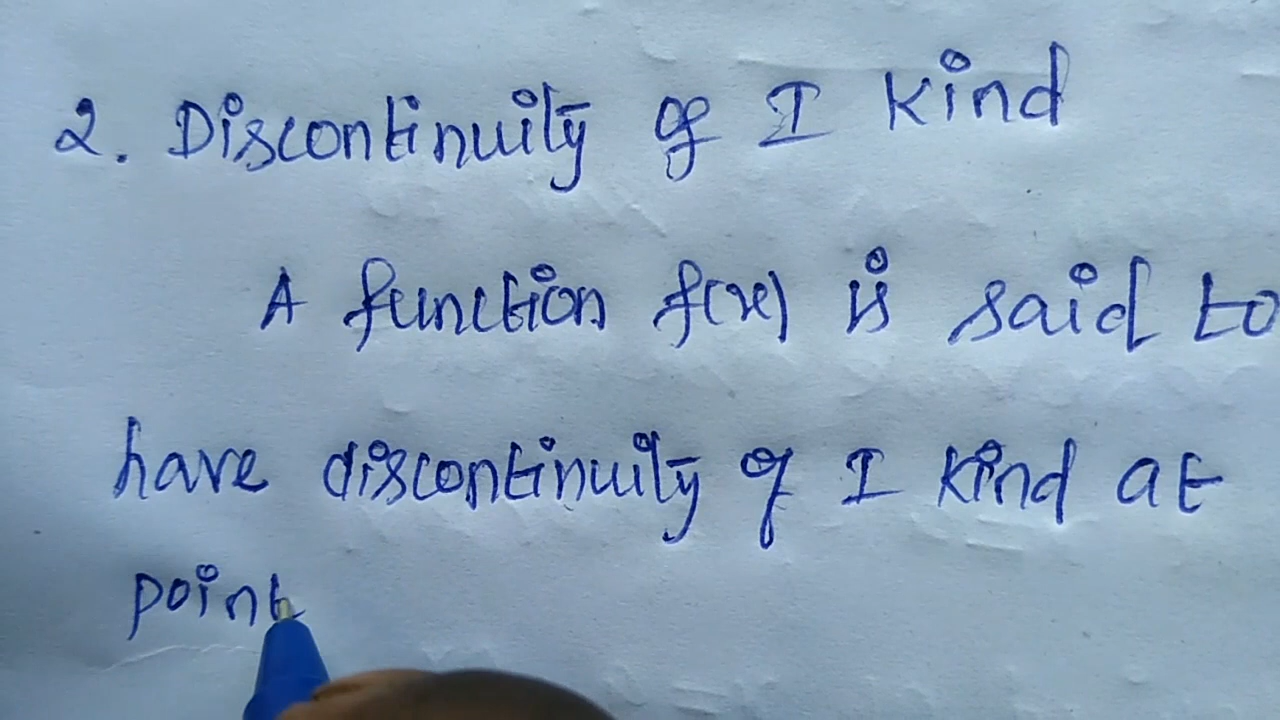 2. Discontinuity of I kind
A function f(x) is said to
have discontinuity of I kind at
point